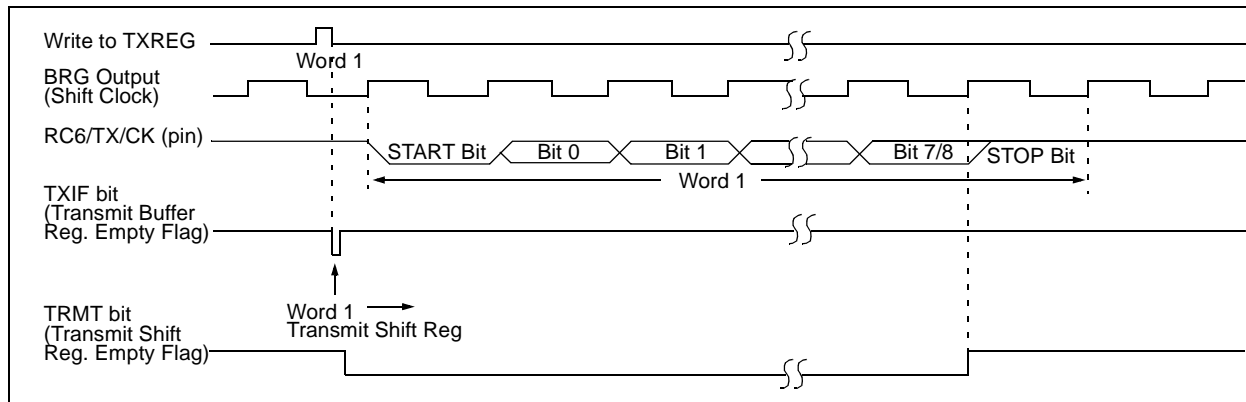 Write to TXREG
Word 1
BRG Output
(Shift Clock)
RC6/TX/CK (pin)
START Bit
Bit 0
Bit 1
Bit 7/8
STOP Bit
Word 1
TXIF bit
(Transmit Buffer
Reg. Empty Flag)
Word 1
Transmit Shift Reg
TRMT bit
(Transmit Shift
Reg. Empty Flag)